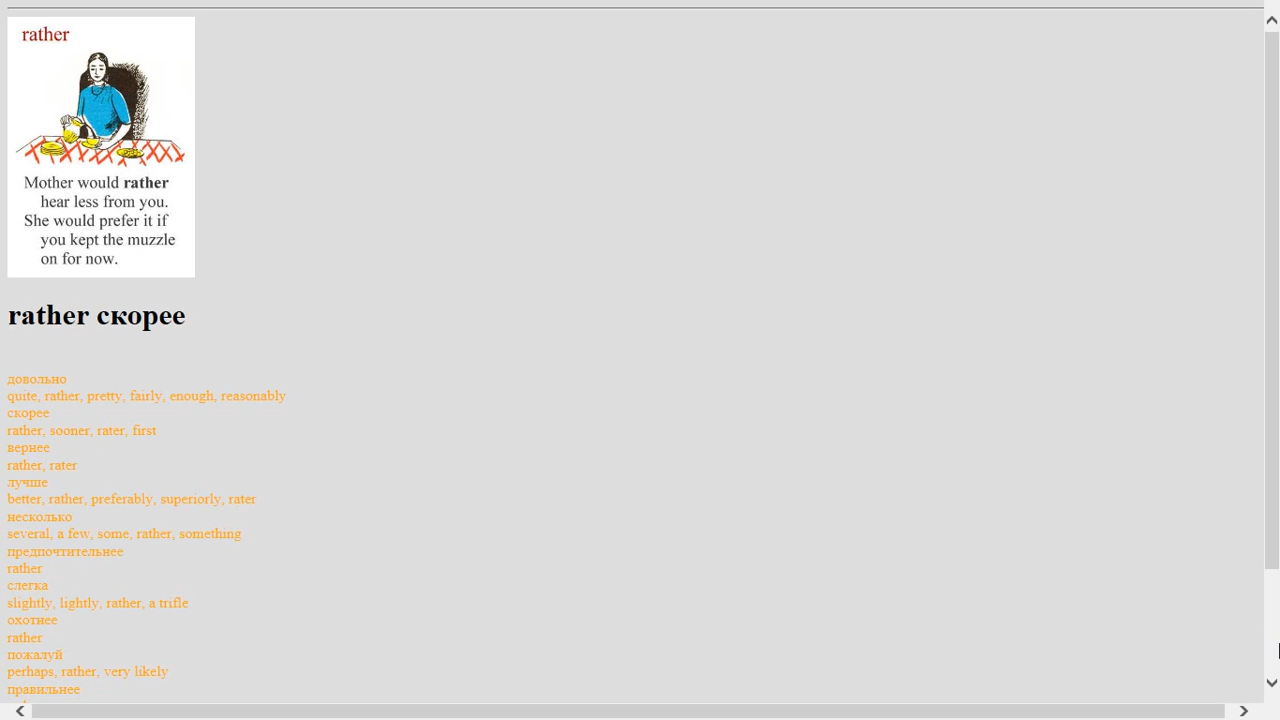 rather
Mother would rather
hear less from you.
She would prefer it if
you kept the muzzle
on for now.
rather скорее
довольно
quite, rather, pretty, fairly, enough, reasonably
скорее
rather, sooner, rater, first
вернее
rather, rater
лучше
better, rather, preferably, superiorly, rater
несколько
several, a few, some, rather, something
предпочтительнее
rather
слегка
slightly, lightly, rather, a trifle
охотнее
rather
пожалуй
perhaps, rather, very likely
правильнее